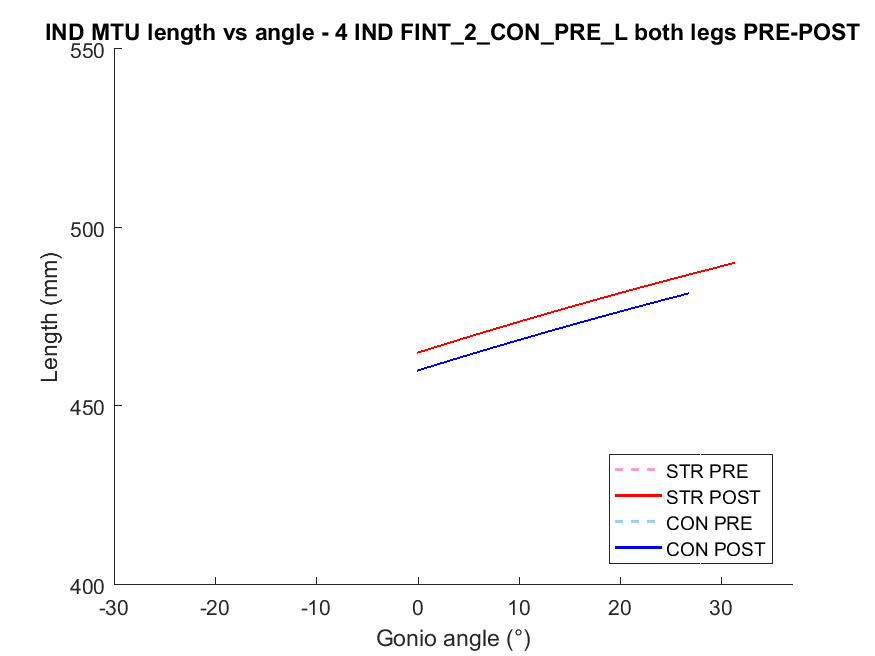 IND MTU length vs angle - 4 IND FINT_2_CON_PRE_L both legs PRE-POST
550
500
450
400
Length (mm)
-30
-20
-10
0
10
20
30
Gonio angle (°)
STR PRE
STR POST
CON PRE
CON POST